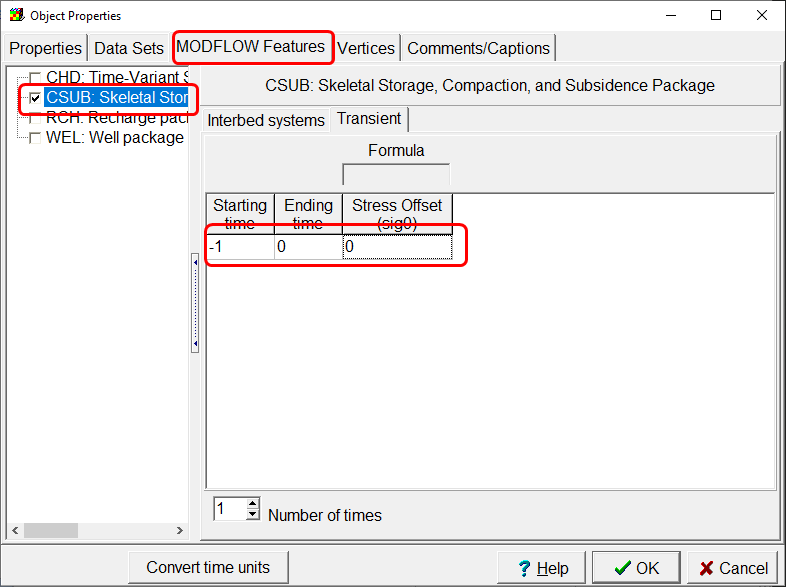 Object Properties
Properties Data Sets MODFLOW Features Vertices Comments/Captions
CHD: Time-Variant S
CSUB: Skeletal Stor
RCH: Recharge pack
WEL: Well package
CSUB: Skeletal Storage, Compaction, and Subsidence Package
Interbed systems Transient
Formula
Starting time Ending time Stress Offset (sig0)
-1 0 0
1 Number of times
Convert time units ? Help OK Cancel